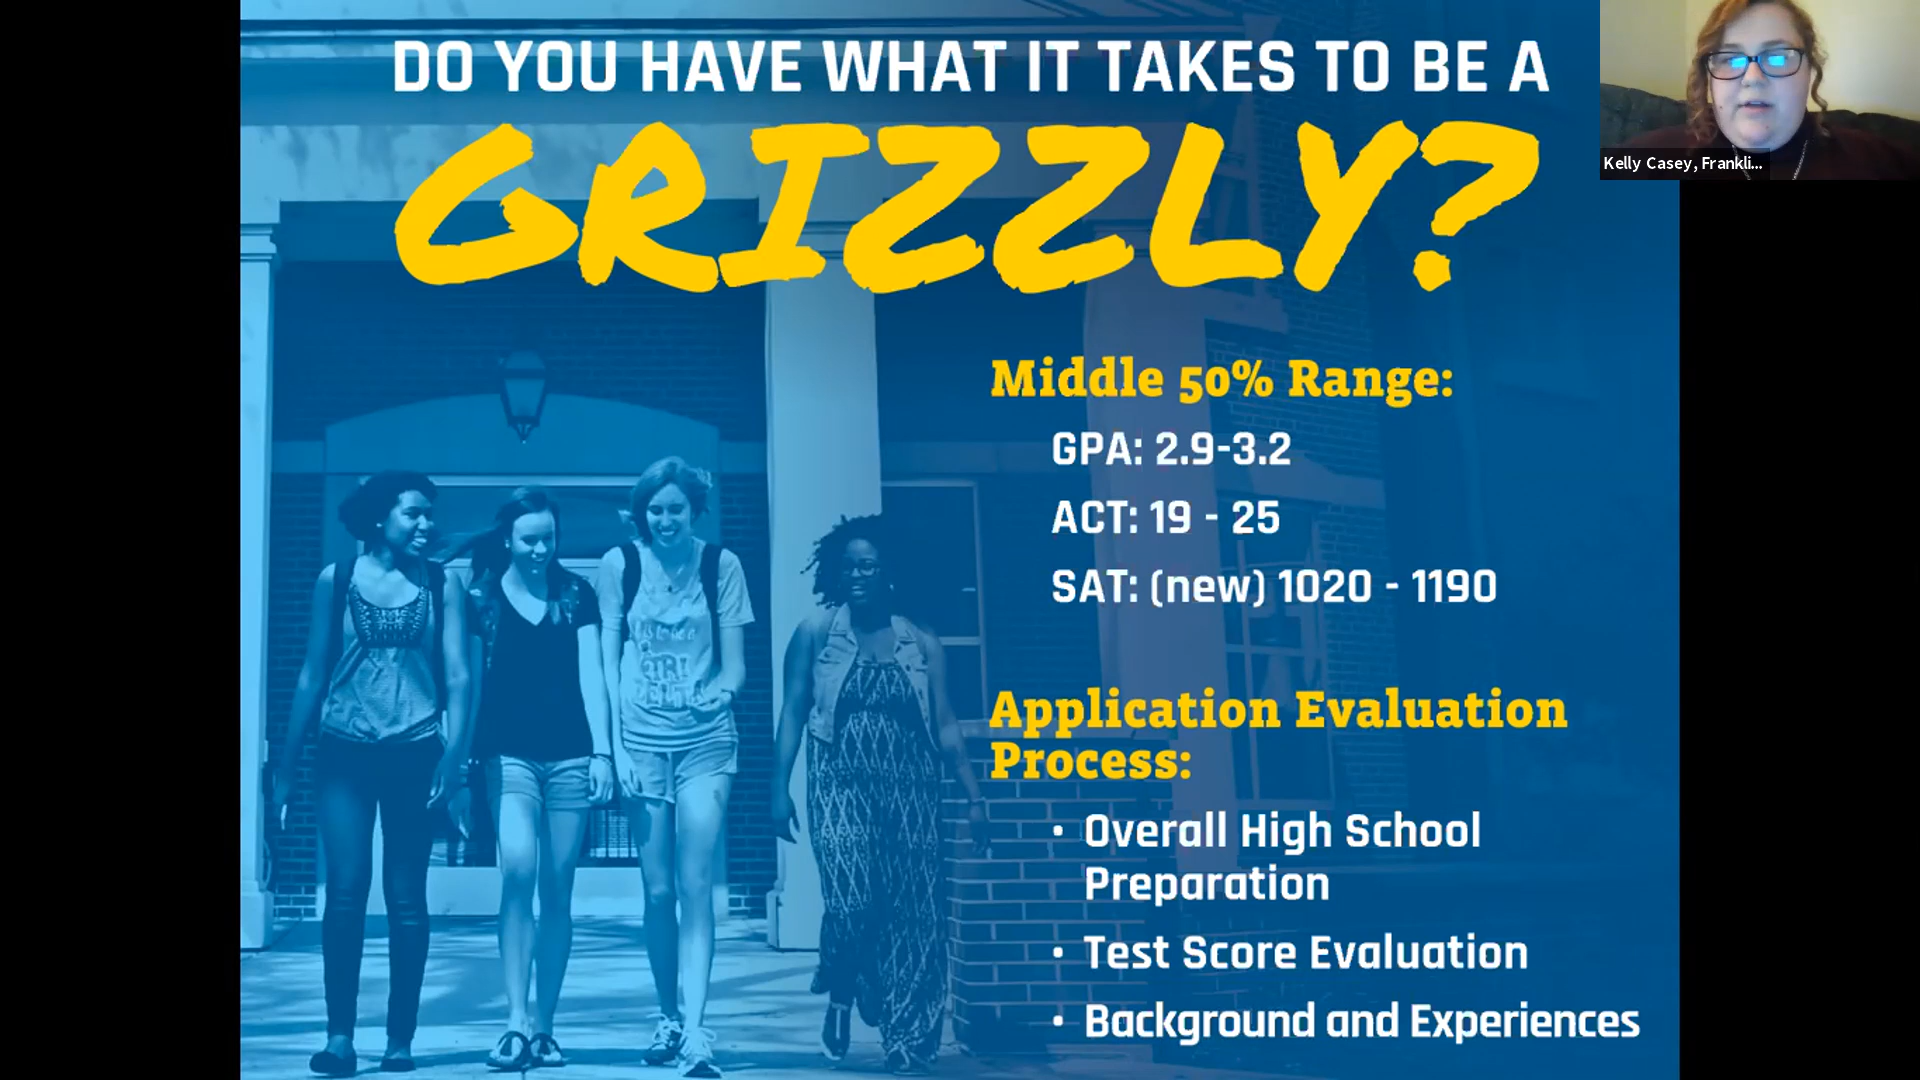 DO YOU HAVE WHAT IT TAKES TO BE A
GRIZZLY?
Kelly Casey, Frankli...
Middle 50% Range:
GPA: 2.9-3.2
ACT: 19 - 25
SAT: (new) 1020 - 1190
Application Evaluation
Process:
• Overall High School
Preparation
• Test Score Evaluation
• Background and Experiences